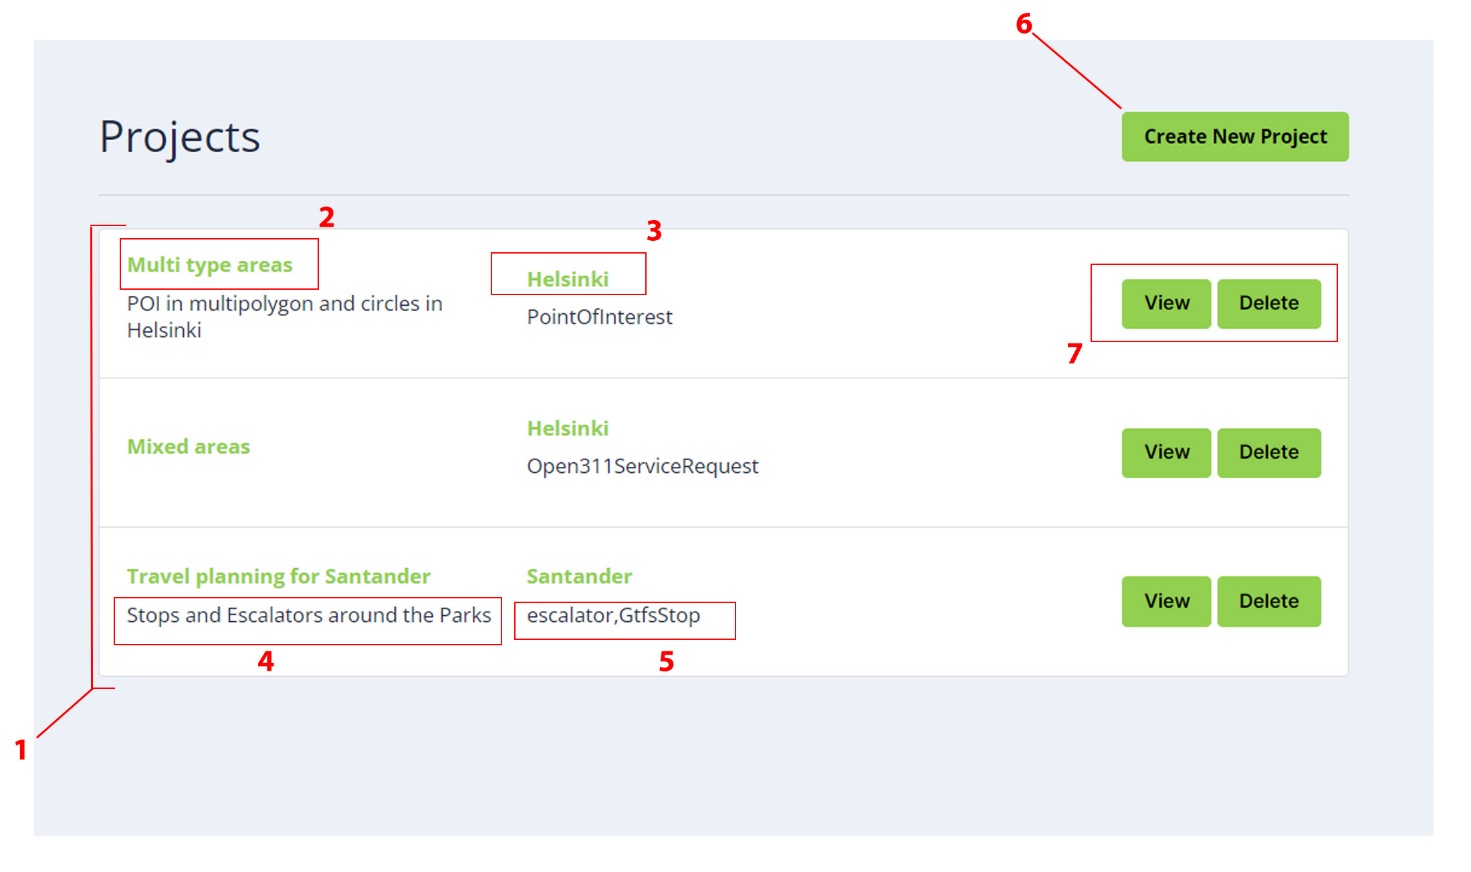 6
Projects
Create New Project
2
3
Multi type areas
Helsinki
POI in multipolygon and circles in
Helsinki
PointOfInterest
View
Delete
7
Mixed areas
Helsinki
Open311ServiceRequest
View
Delete
Travel planning for Santander
Santander
Stops and Escalators around the Parks
escalator,GtfsStop
View
Delete
4
5
1